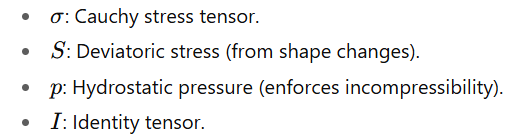 • σ: Cauchy stress tensor.
• S: Deviatoric stress (from shape changes).
• p: Hydrostatic pressure (enforces incompressibility).
• I: Identity tensor.